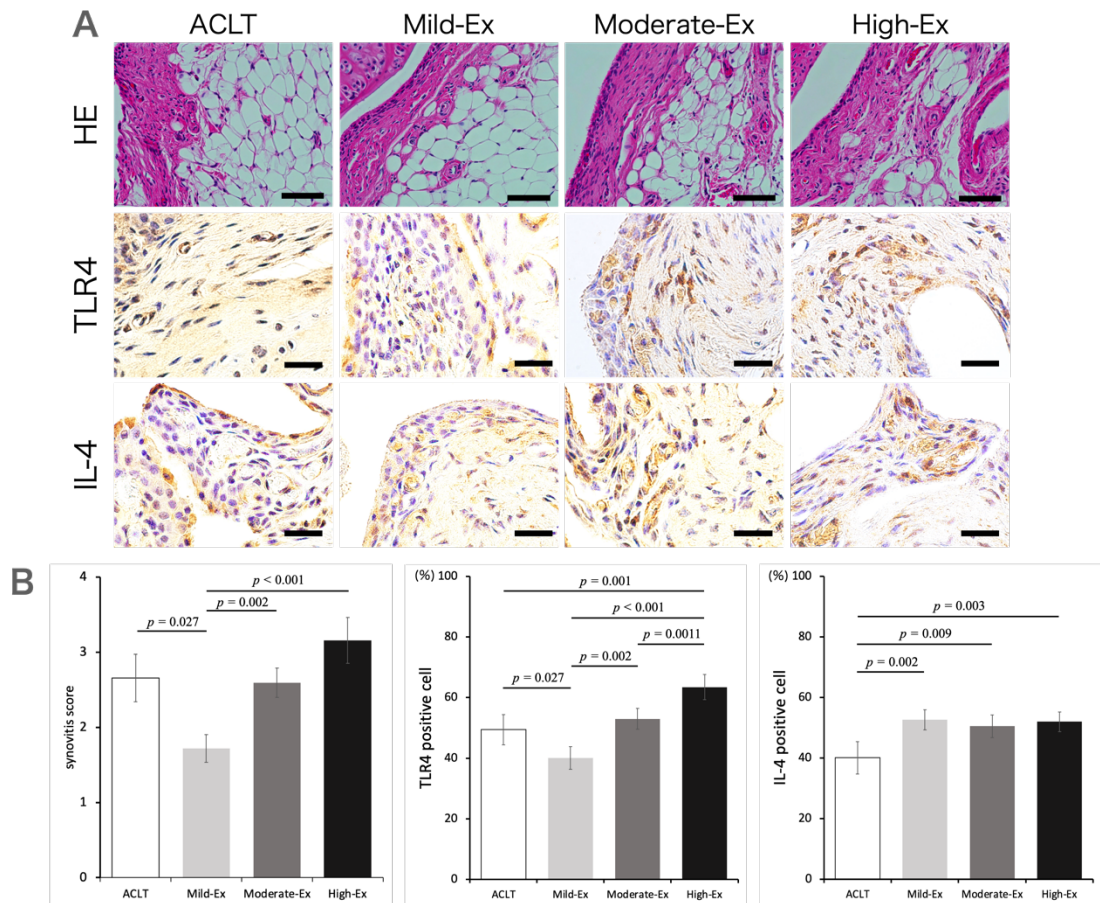 A
ACLT Mild-Ex Moderate-Ex High-Ex
HE
TLR4
IL-4
B
synovitis score
4
3
2
1
0
p < 0.001
p = 0.002
p = 0.027
ACLT Mild-Ex Moderate-Ex High-Ex
(%)
TLR4 positive cell
100
80
60
40
20
0
p = 0.001
p < 0.001
p = 0.0011
p = 0.002
p = 0.027
ACLT Mild-Ex Moderate-Ex High-Ex
(%)
IL-4 positive cell
100
80
60
40
20
0
p = 0.003
p = 0.009
p = 0.002
ACLT Mild-Ex Moderate-Ex High-Ex